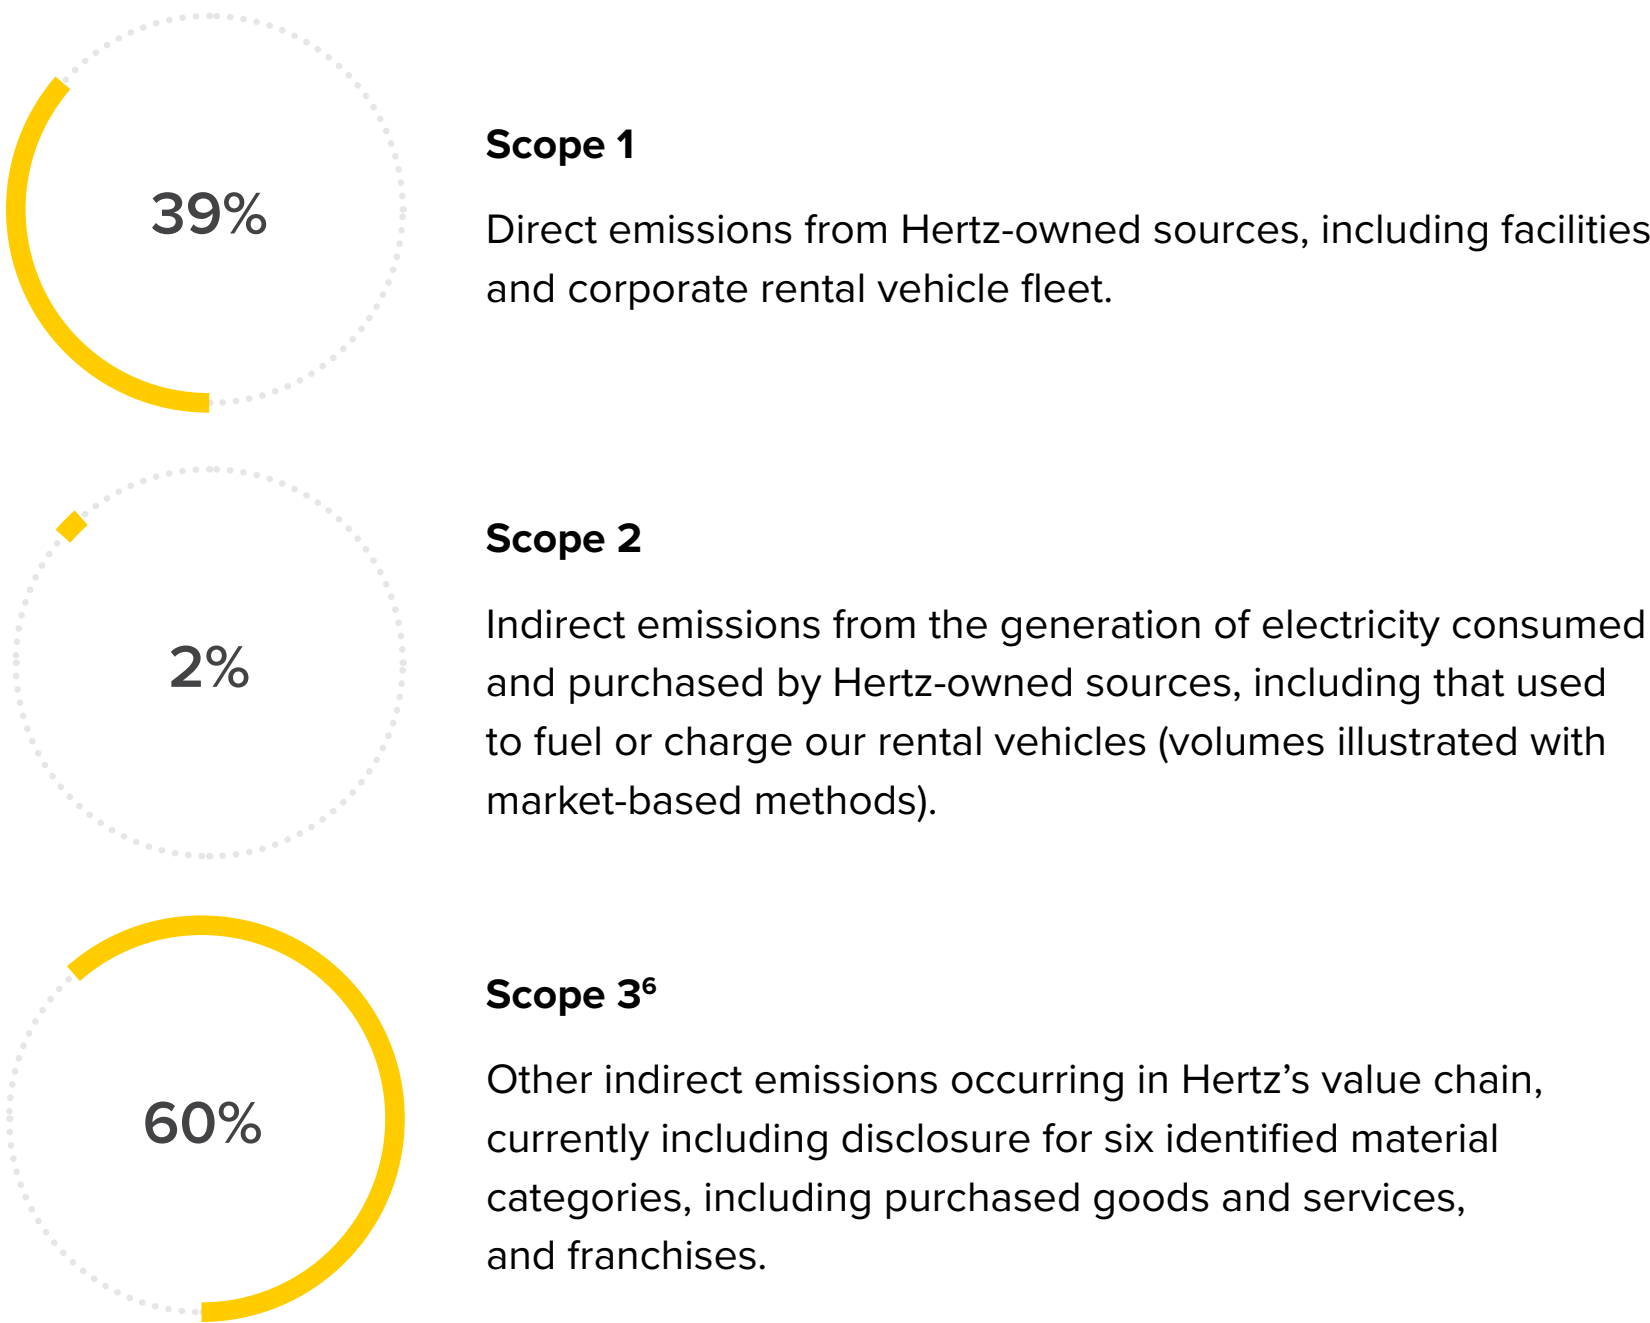 39%
Scope 1
Direct emissions from Hertz-owned sources, including facilities
and corporate rental vehicle fleet.
2%
Scope 2
Indirect emissions from the generation of electricity consumed
and purchased by Hertz-owned sources, including that used
to fuel or charge our rental vehicles (volumes illustrated with
market-based methods).
60%
Scope 3⁶
Other indirect emissions occurring in Hertz’s value chain,
currently including disclosure for six identified material
categories, including purchased goods and services,
and franchises.